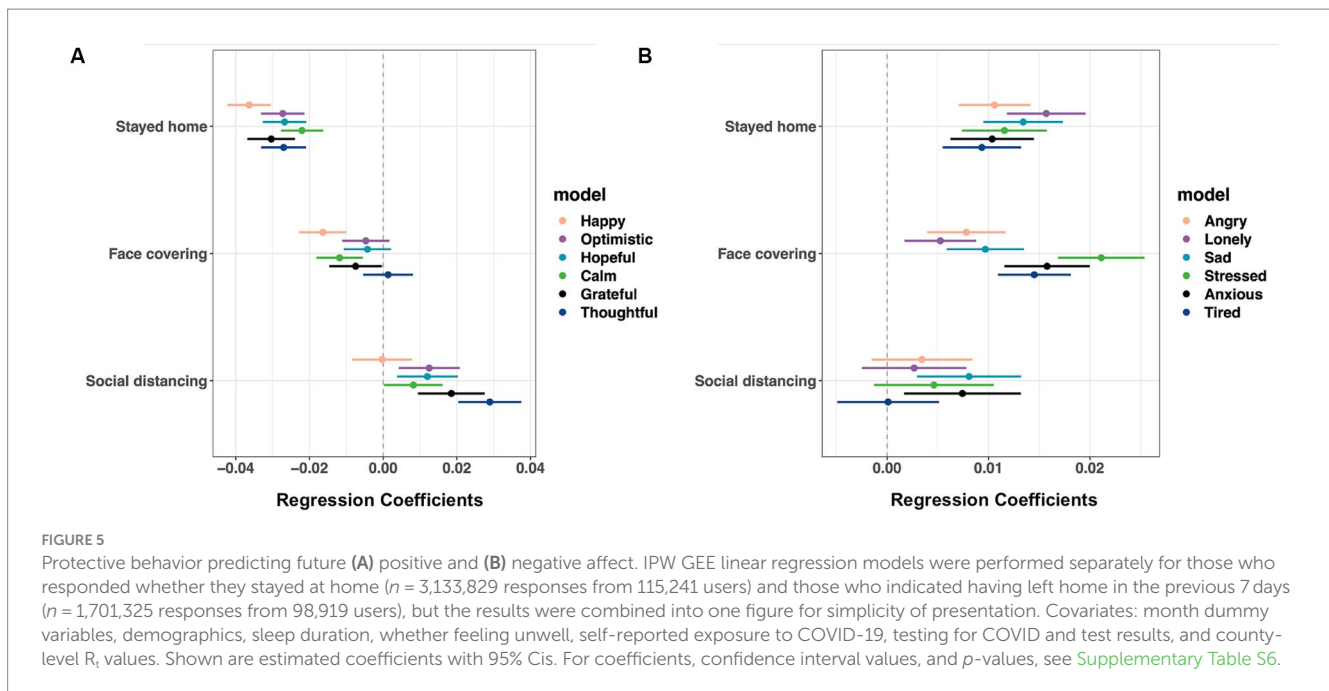 A
Stayed home
Face covering
Social distancing
-0.04 -0.02 0.00 0.02 0.04
Regression Coefficients
model
Happy
Optimistic
Hopeful
Calm
Grateful
Thoughtful
B
Stayed home
Face covering
Social distancing
0.00 0.01 0.02
Regression Coefficients
model
Angry
Lonely
Sad
Stressed
Anxious
Tired
FIGURE 5
Protective behavior predicting future (A) positive and (B) negative affect. IPW GEE linear regression models were performed separately for those who
responded whether they stayed at home (n = 3,133,829 responses from 115,241 users) and those who indicated having left home in the previous 7 days
(n = 1,701,325 responses from 98,919 users), but the results were combined into one figure for simplicity of presentation. Covariates: month dummy
variables, demographics, sleep duration, whether feeling unwell, self-reported exposure to COVID-19, testing for COVID and test results, and county-
level Rt values. Shown are estimated coefficients with 95% Cis. For coefficients, confidence interval values, and p-values, see Supplementary Table S6.